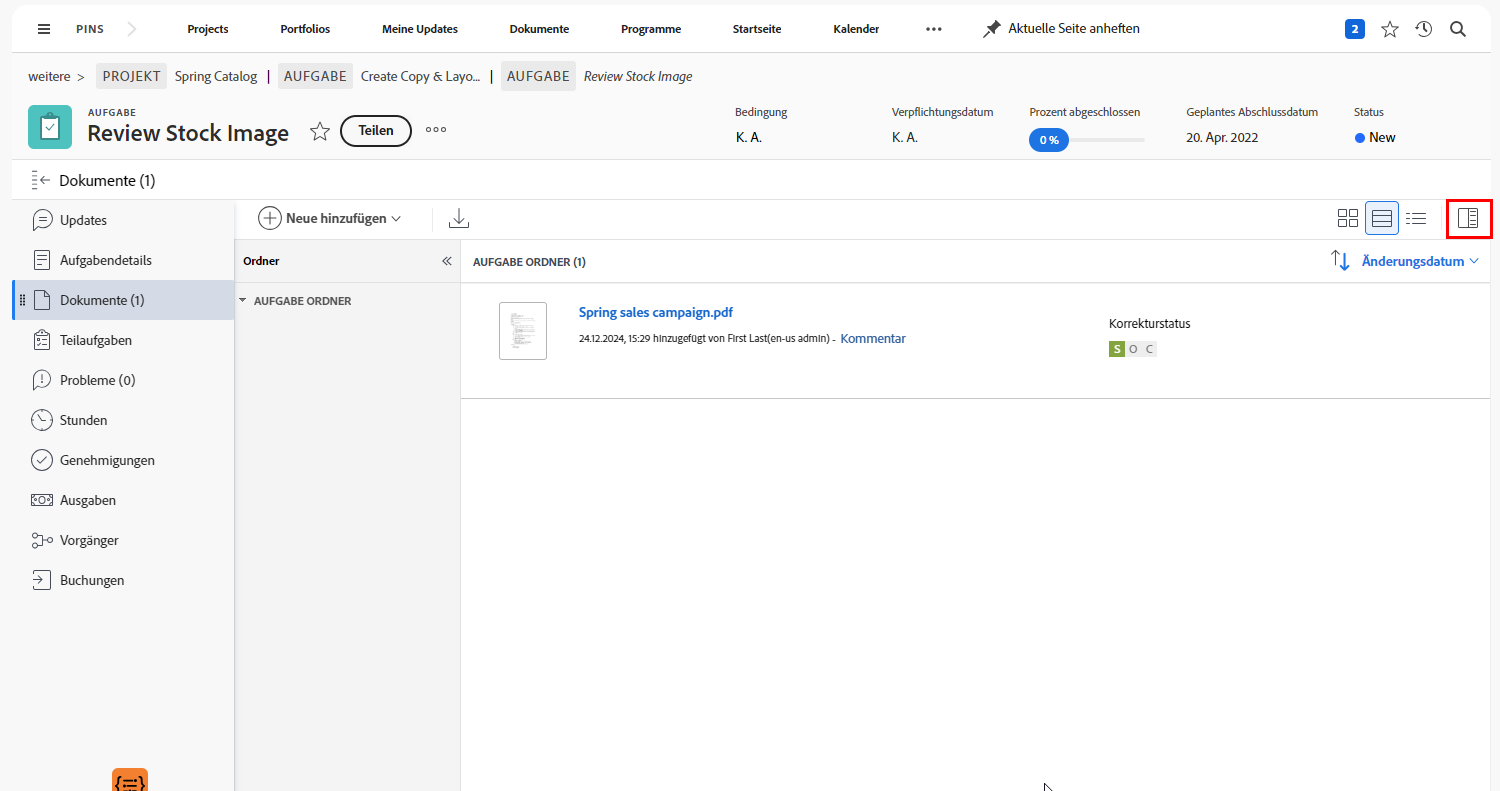 PINS Projects Portfolios Meine Updates Dokumente Programme Startseite Kalender Aktuelle Seite anheften 2
weitere > PROJEKT Spring Catalog | AUFGABE Create Copy & Layo... | AUFGABE Review Stock Image
AUFGABE
Review Stock Image Teilen
Bedingung Verpflichtungsdatum Prozent abgeschlossen Geplantes Abschlussdatum Status
K. A. K. A. 0 % 20. Apr. 2022 New
Dokumente (1)
Updates
Aufgabendetails
Dokumente (1)
Teilaufgaben
Probleme (0)
Stunden
Genehmigungen
Ausgaben
Vorgänger
Buchungen
Neue hinzufügen
Ordner
AUFGABE ORDNER
AUFGABE ORDNER (1) Änderungsdatum
Spring sales campaign.pdf
24.12.2024, 15:29 hinzugefügt von First Last(en-us admin) - Kommentar
Korrekturstatus
S O C